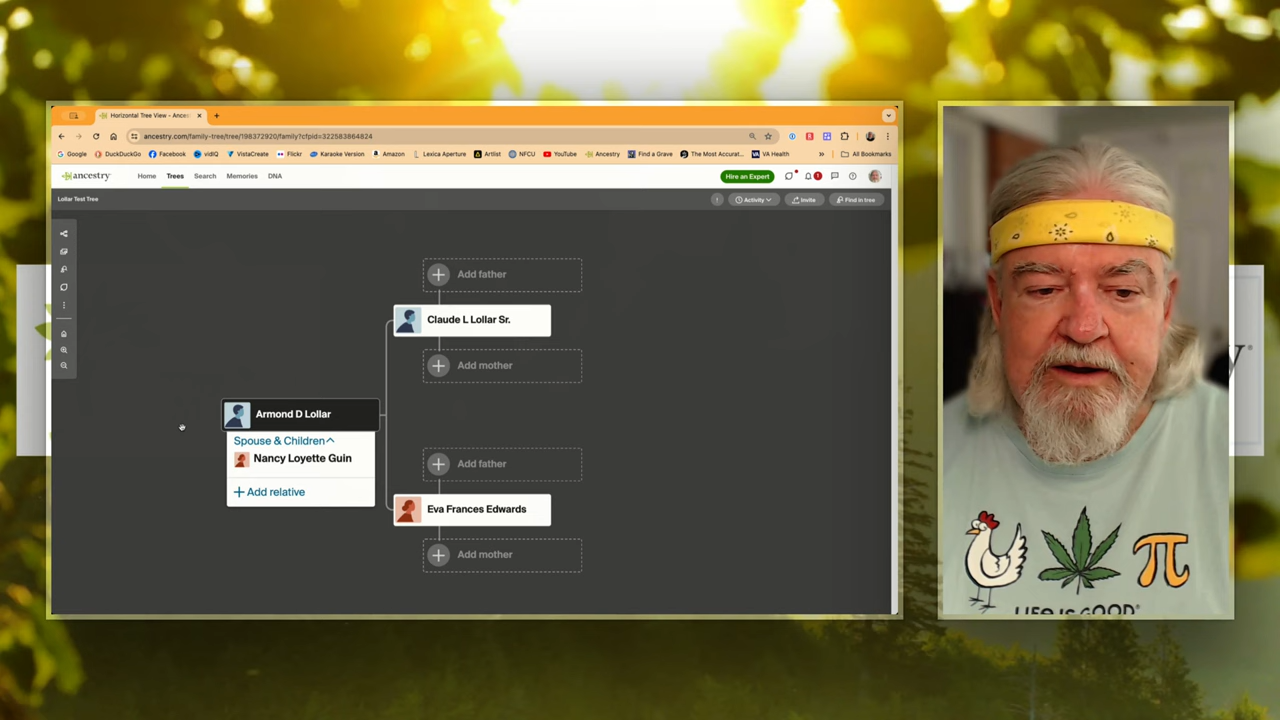 Horizontal Tree View - Ances
ancestry.com/family-tree/tree/198372920/family?cfpid=322583864824
Google DuckDuckGo Facebook vidIQ VistaCreate Flickr Karaoke Version Amazon Lexica Aperture Artlist NFCU YouTube Ancestry Find a Grave The Most Accurat... VA Health » All Bookmarks
ancestry Home Trees Search Memories DNA Hire an Expert 1
Lollar Test Tree Activity Invite Find in tree
Add father
Claude L Lollar Sr.
Add mother
Armond D Lollar
Spouse & Children
Nancy Loyette Guin
Add relative
Add father
Eva Frances Edwards
Add mother
y®
π
LIFE IS GOOD®